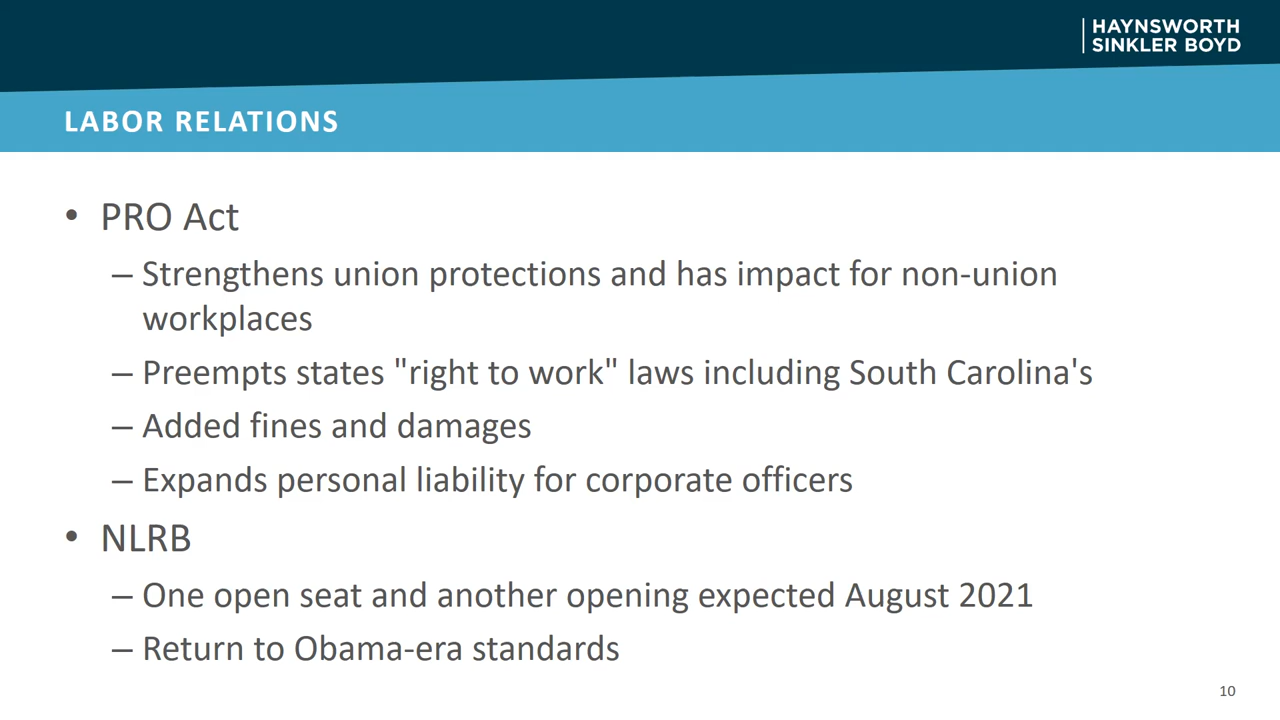 HAYNSWORTH
SINKLER BOYD
LABOR RELATIONS
• PRO Act
– Strengthens union protections and has impact for non-union
workplaces
– Preempts states "right to work" laws including South Carolina's
– Added fines and damages
– Expands personal liability for corporate officers
• NLRB
– One open seat and another opening expected August 2021
– Return to Obama-era standards
10